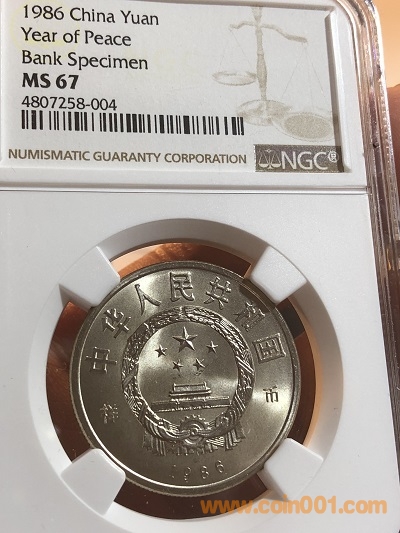 1986 China Yuan
Year of Peace
Bank Specimen
MS 67
4807258-004
NUMISMATIC GUARANTY CORPORATION
NGC®
中华人民共和国
样币
1986
www.coin001.com